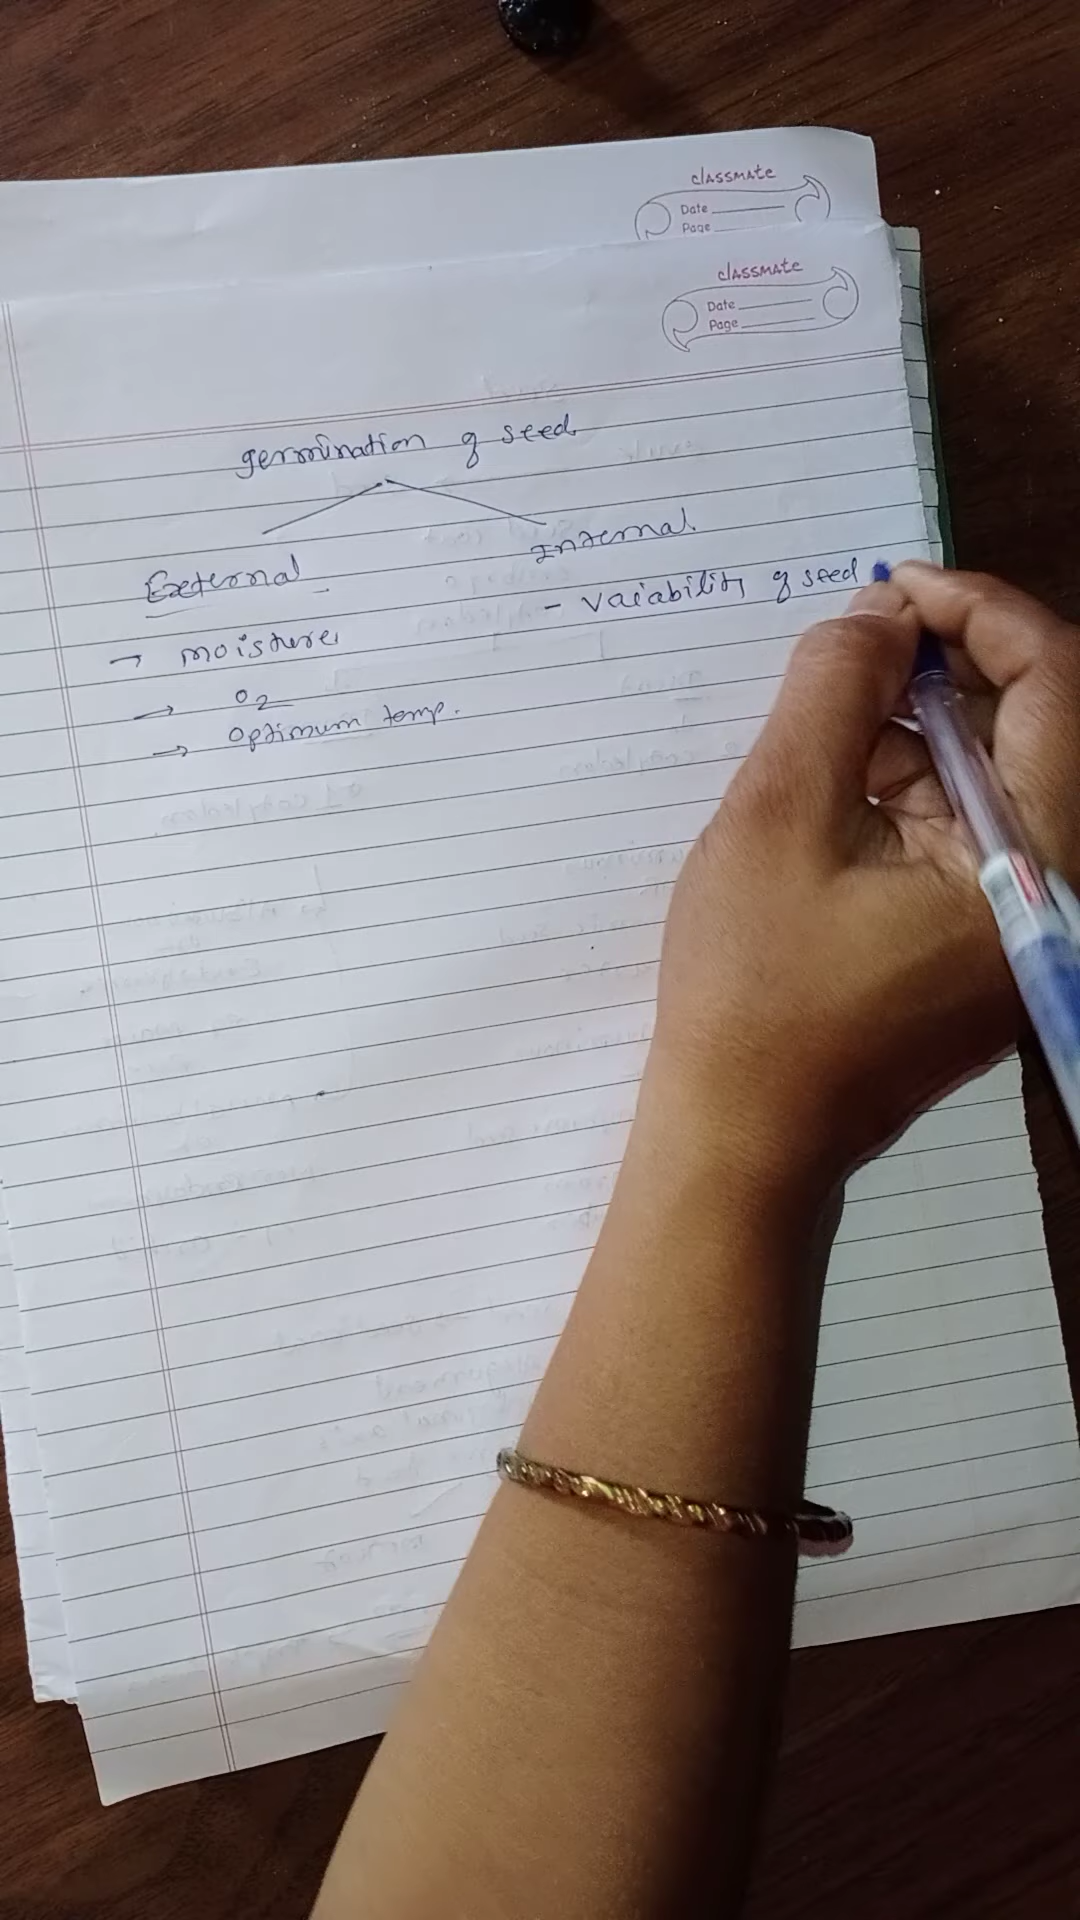 classmate
Date
Page
classmate
Date
Page
germination of seed
External
Internal
→ moisture
- vaiability of seed
→ O2
→ Optimum temp.